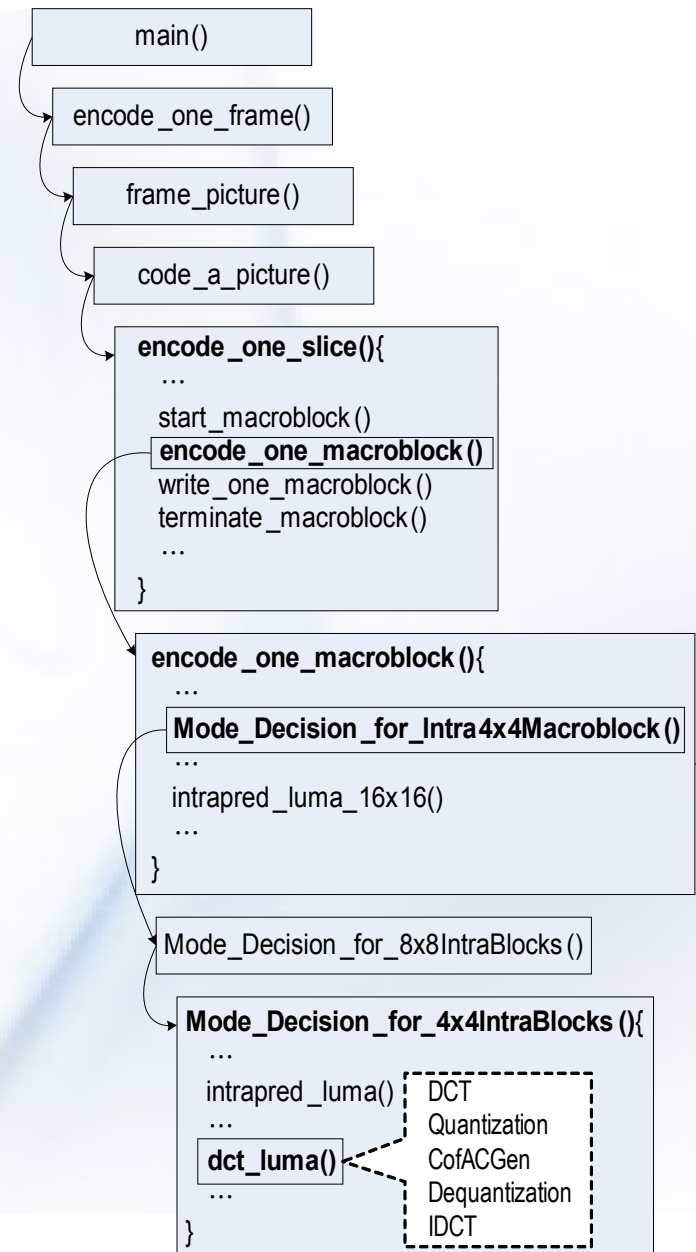 main()
encode_one_frame()
frame_picture()
code_a_picture()
encode_one_slice(){
...
start_macroblock()
encode_one_macroblock()
write_one_macroblock()
terminate_macroblock()
...
}
encode_one_macroblock(){
...
Mode_Decision_for_Intra4x4Macroblock()
...
intrapred_luma_16x16()
...
}
Mode_Decision_for_8x8IntraBlocks()
Mode_Decision_for_4x4IntraBlocks(){
...
intrapred_luma()
...
dct_luma()
...
}
DCT
Quantization
CofACGen
Dequantization
IDCT